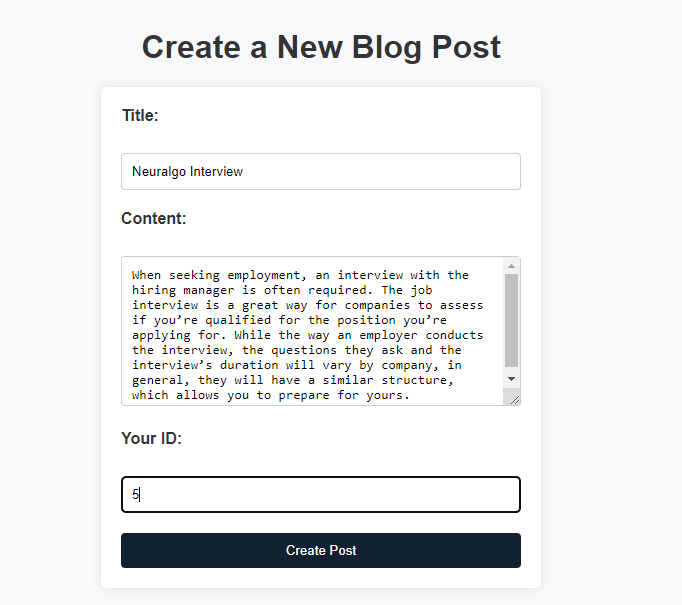 Create a New Blog Post
Title:
Neuralgo Interview
Content:
When seeking employment, an interview with the
hiring manager is often required. The job
interview is a great way for companies to assess
if you’re qualified for the position you’re
applying for. While the way an employer conducts
the interview, the questions they ask and the
interview’s duration will vary by company, in
general, they will have a similar structure,
which allows you to prepare for yours.
Your ID:
5
Create Post